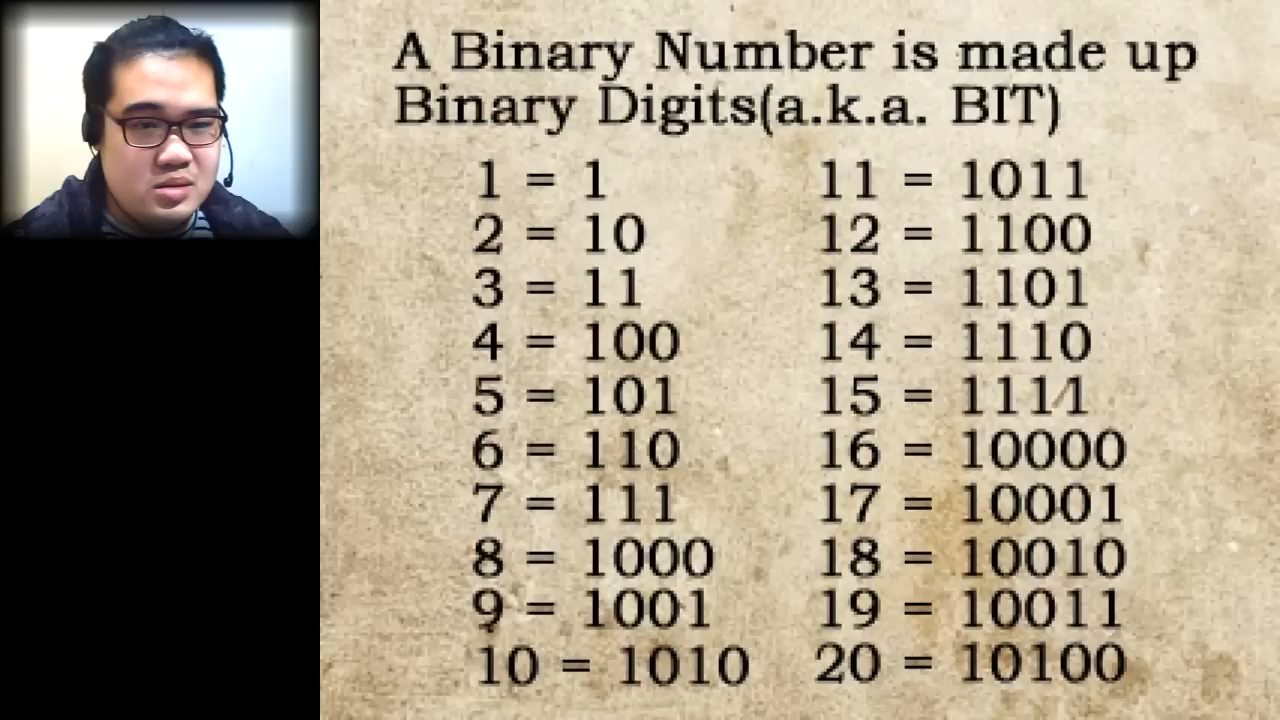 A Binary Number is made up
Binary Digits(a.k.a. BIT)
1 = 1
2 = 10
3 = 11
4 = 100
5 = 101
6 = 110
7 = 111
8 = 1000
9 = 1001
10 = 1010
11 = 1011
12 = 1100
13 = 1101
14 = 1110
15 = 1111
16 = 10000
17 = 10001
18 = 10010
19 = 10011
20 = 10100